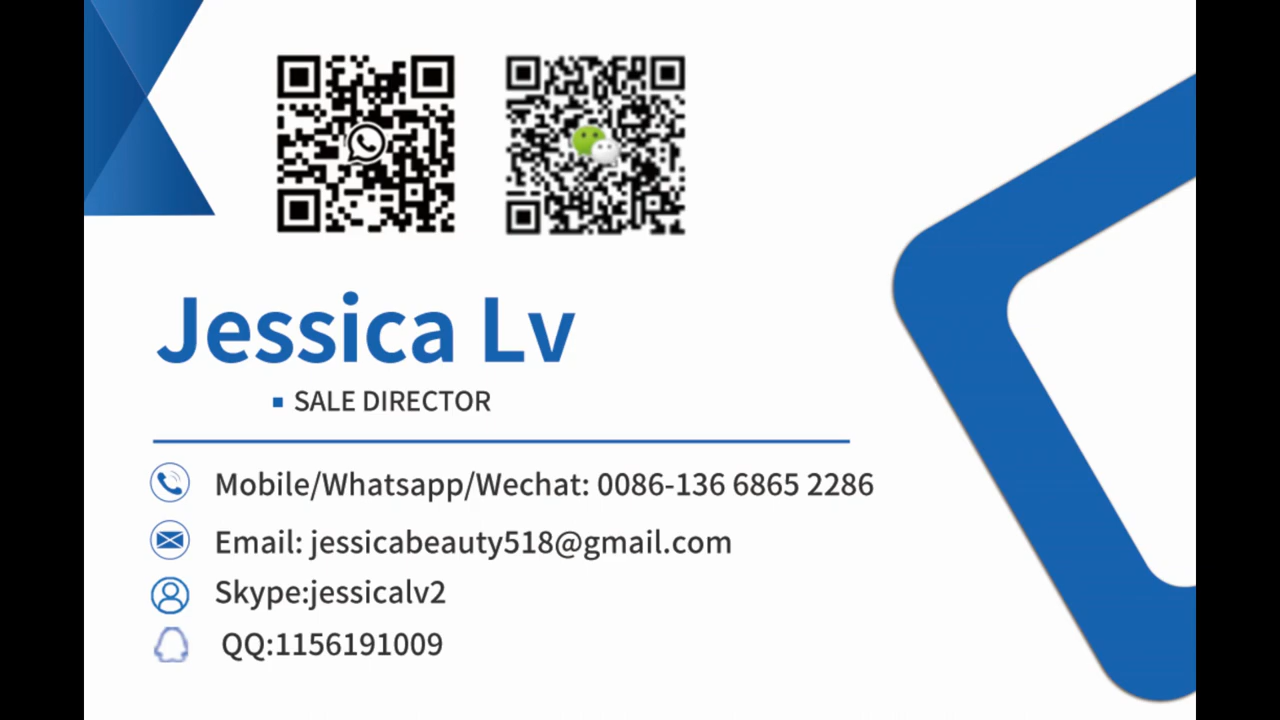 Jessica Lv
SALE DIRECTOR
Mobile/Whatsapp/Wechat: 0086-136 6865 2286
Email: jessicabeauty518@gmail.com
Skype:jessicalv2
QQ:1156191009